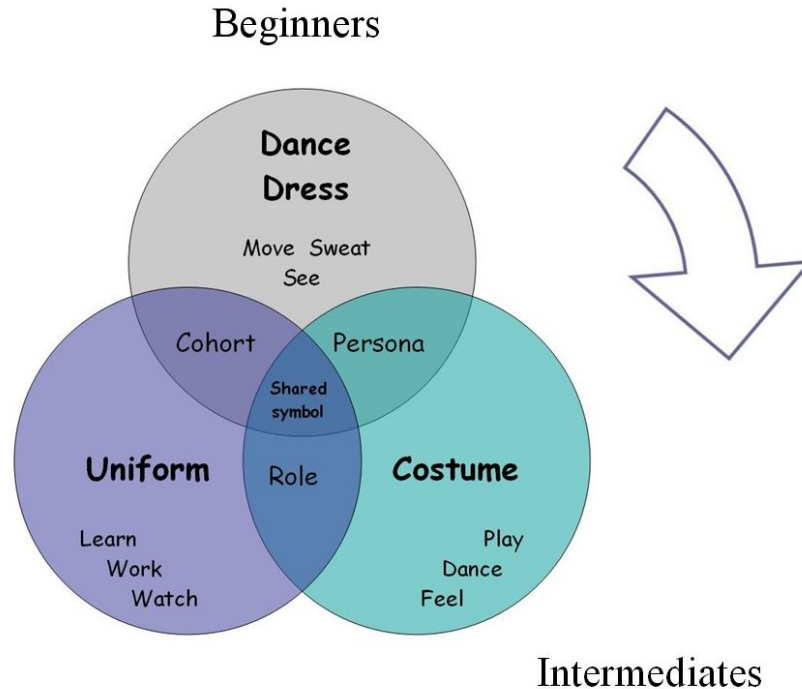 Beginners
Dance
Dress
Move Sweat
See
Cohort Persona
Shared
symbol
Uniform Role Costume
Learn Play
Work Dance
Watch Feel
Intermediates